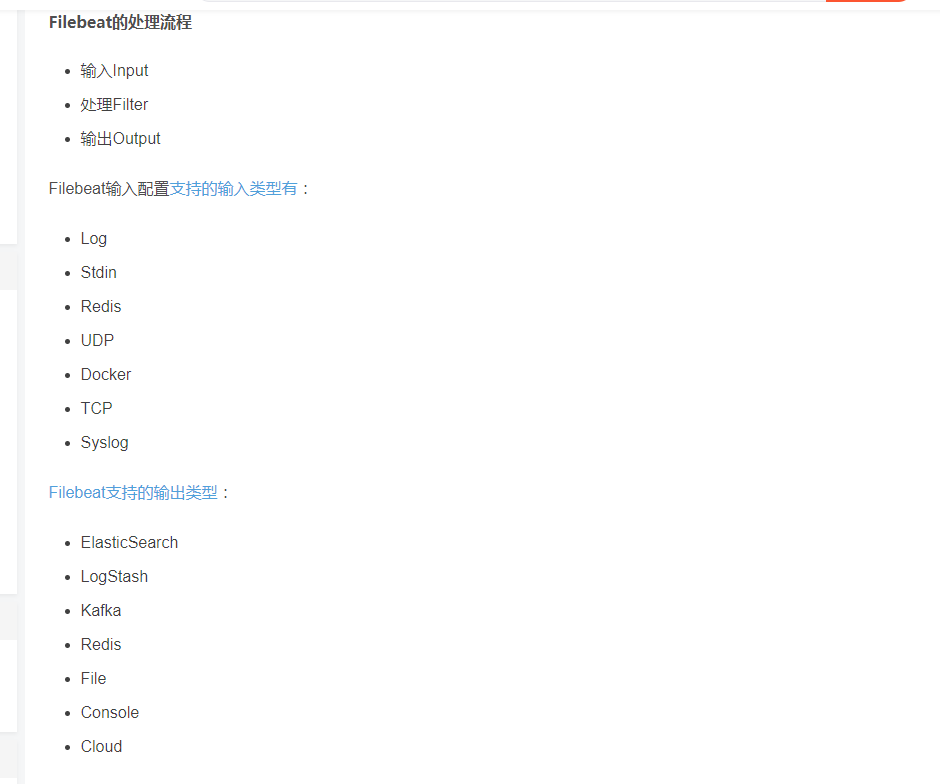 Filebeat的处理流程
输入Input
处理Filter
输出Output
Filebeat输入配置支持的输入类型有：
Log
Stdin
Redis
UDP
Docker
TCP
Syslog
Filebeat支持的输出类型：
ElasticSearch
LogStash
Kafka
Redis
File
Console
Cloud